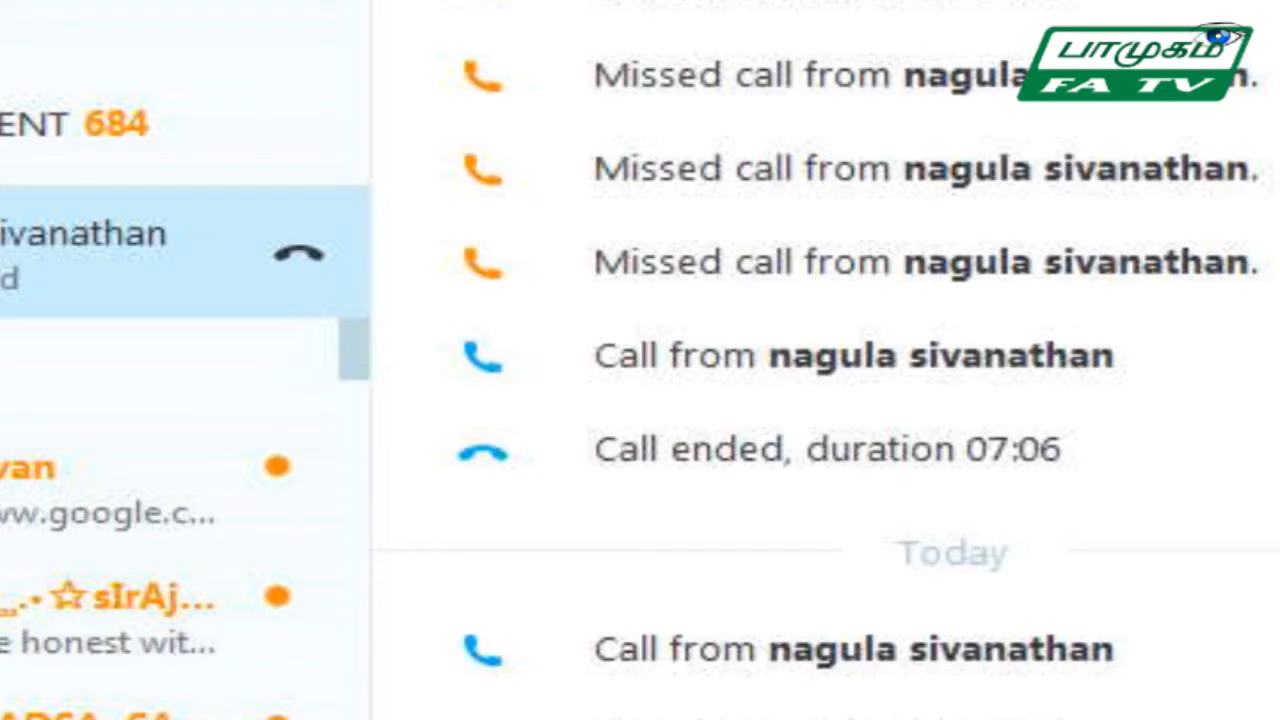 பாமுகம்
FA TV
Missed call from nagula
Missed call from nagula sivanathan.
Missed call from nagula sivanathan.
Call from nagula sivanathan
Call ended, duration 07:06
Today
Call from nagula sivanathan
ENT 684
ivanathan
d
van
ww.google.c...
sIrAj...
e honest wit...